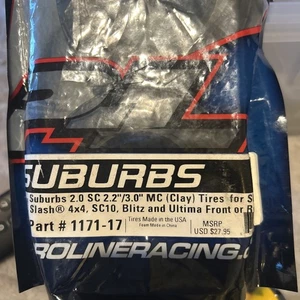 SUBURBS
Suburbs 2.0 SC 2.2"/3.0" MC (Clay) Tires for S
Slash® 4x4, SC10, Blitz and Ultima Front or R
Part # 1171-17
Tires Made in the USA
Foam Made in China
MSRP
USD $27.95
ROLINERACING.